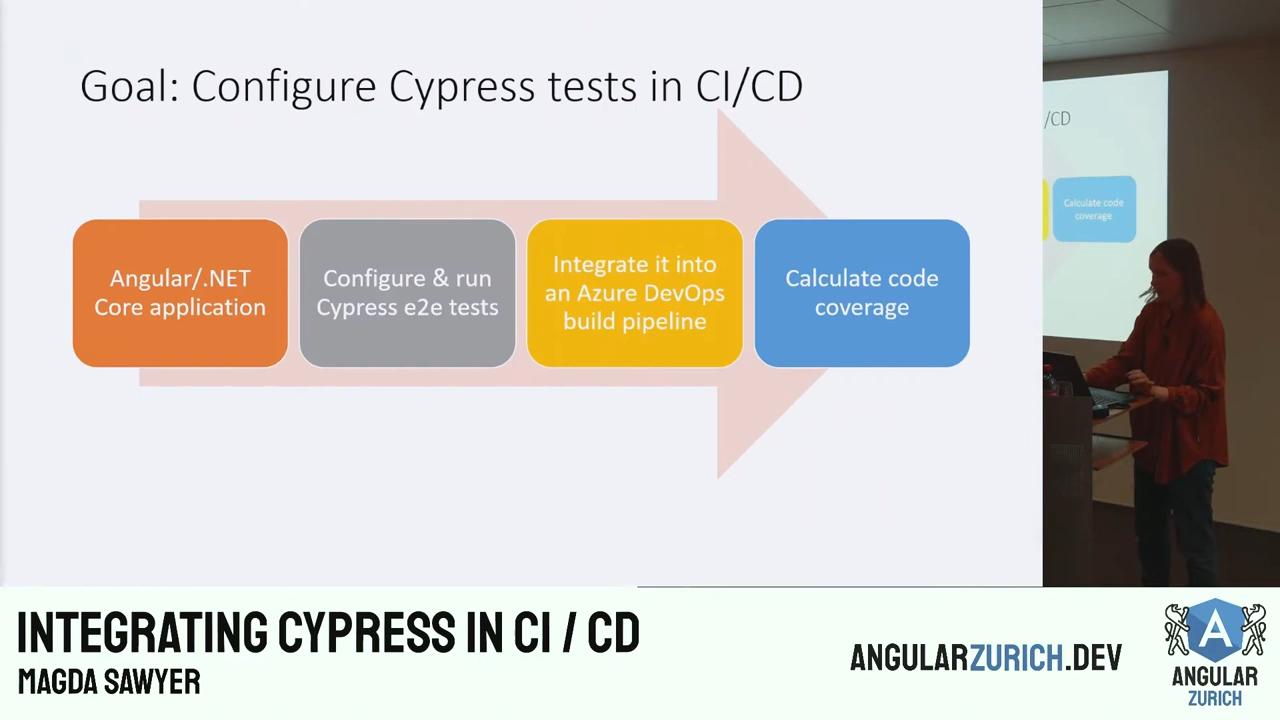 Goal: Configure Cypress tests in CI/CD
Angular/.NET
Core application
Configure & run
Cypress e2e tests
Integrate it into
an Azure DevOps
build pipeline
Calculate code
coverage
/CD
Calculate code
coverage
INTEGRATING CYPRESS IN CI / CD
MAGDA SAWYER
ANGULARZURICH.DEV
A
ANGULAR
ZURICH